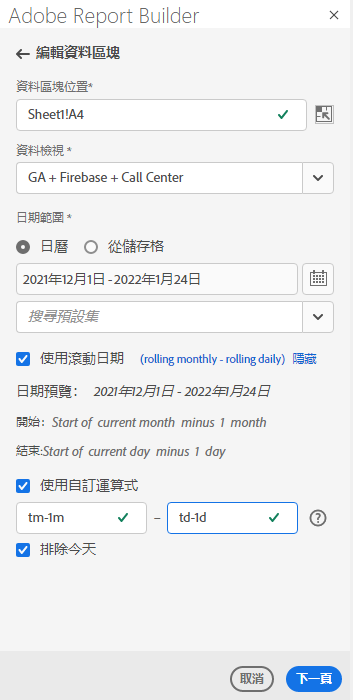 Adobe Report Builder
編輯資料區塊
資料區塊位置*
Sheet1!A4
資料檢視 *
GA + Firebase + Call Center
日期範圍 *
日曆 從儲存格
2021年12月1日 - 2022年1月24日
搜尋預設集
使用滾動日期 (rolling monthly - rolling daily) 隱藏
日期預覽： 2021年12月1日 - 2022年1月24日
開始： Start of current month minus 1 month
結束:Start of current day minus 1 day
使用自訂運算式
tm-1m – td-1d
排除今天
取消 下一頁